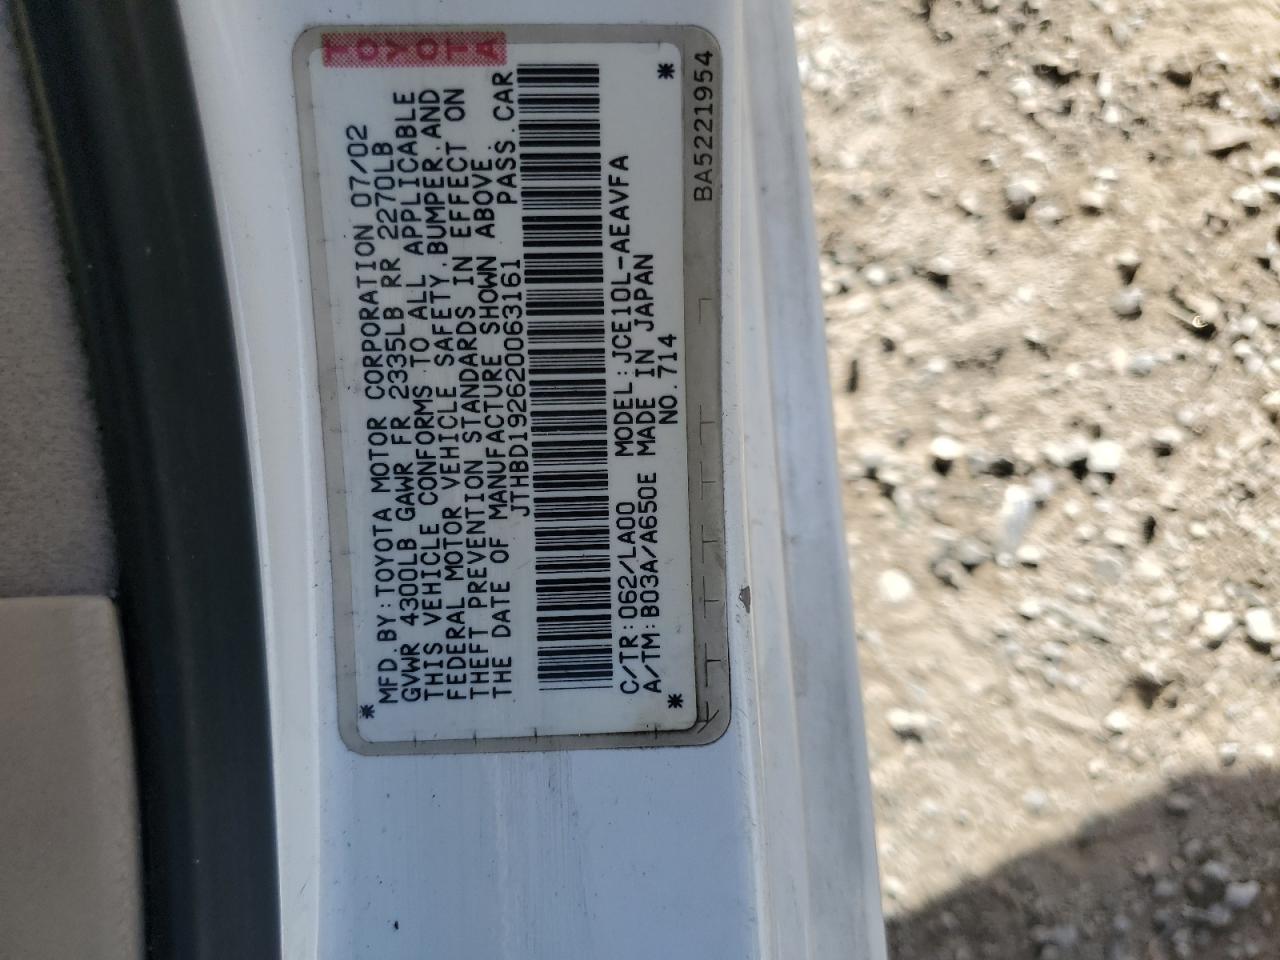 TOYOTA
MFD.BY:TOYOTA MOTOR CORPORATION 07/02
GVWR 4300LB GAWR FR 2335LB RR 2270LB
THIS VEHICLE CONFORMS TO ALL APPLICABLE
FEDERAL MOTOR VEHICLE SAFETY,BUMPER,AND
THEFT PREVENTION STANDARDS IN EFFECT ON
THE DATE OF MANUFACTURE SHOWN ABOVE.
JTHBD192620063161 PASS.CAR
C/TR:062/LA00 MODEL:JCE10L-AEAVFA
A/TM:B03A/A650E MADE IN JAPAN
NO.714
BA5221954